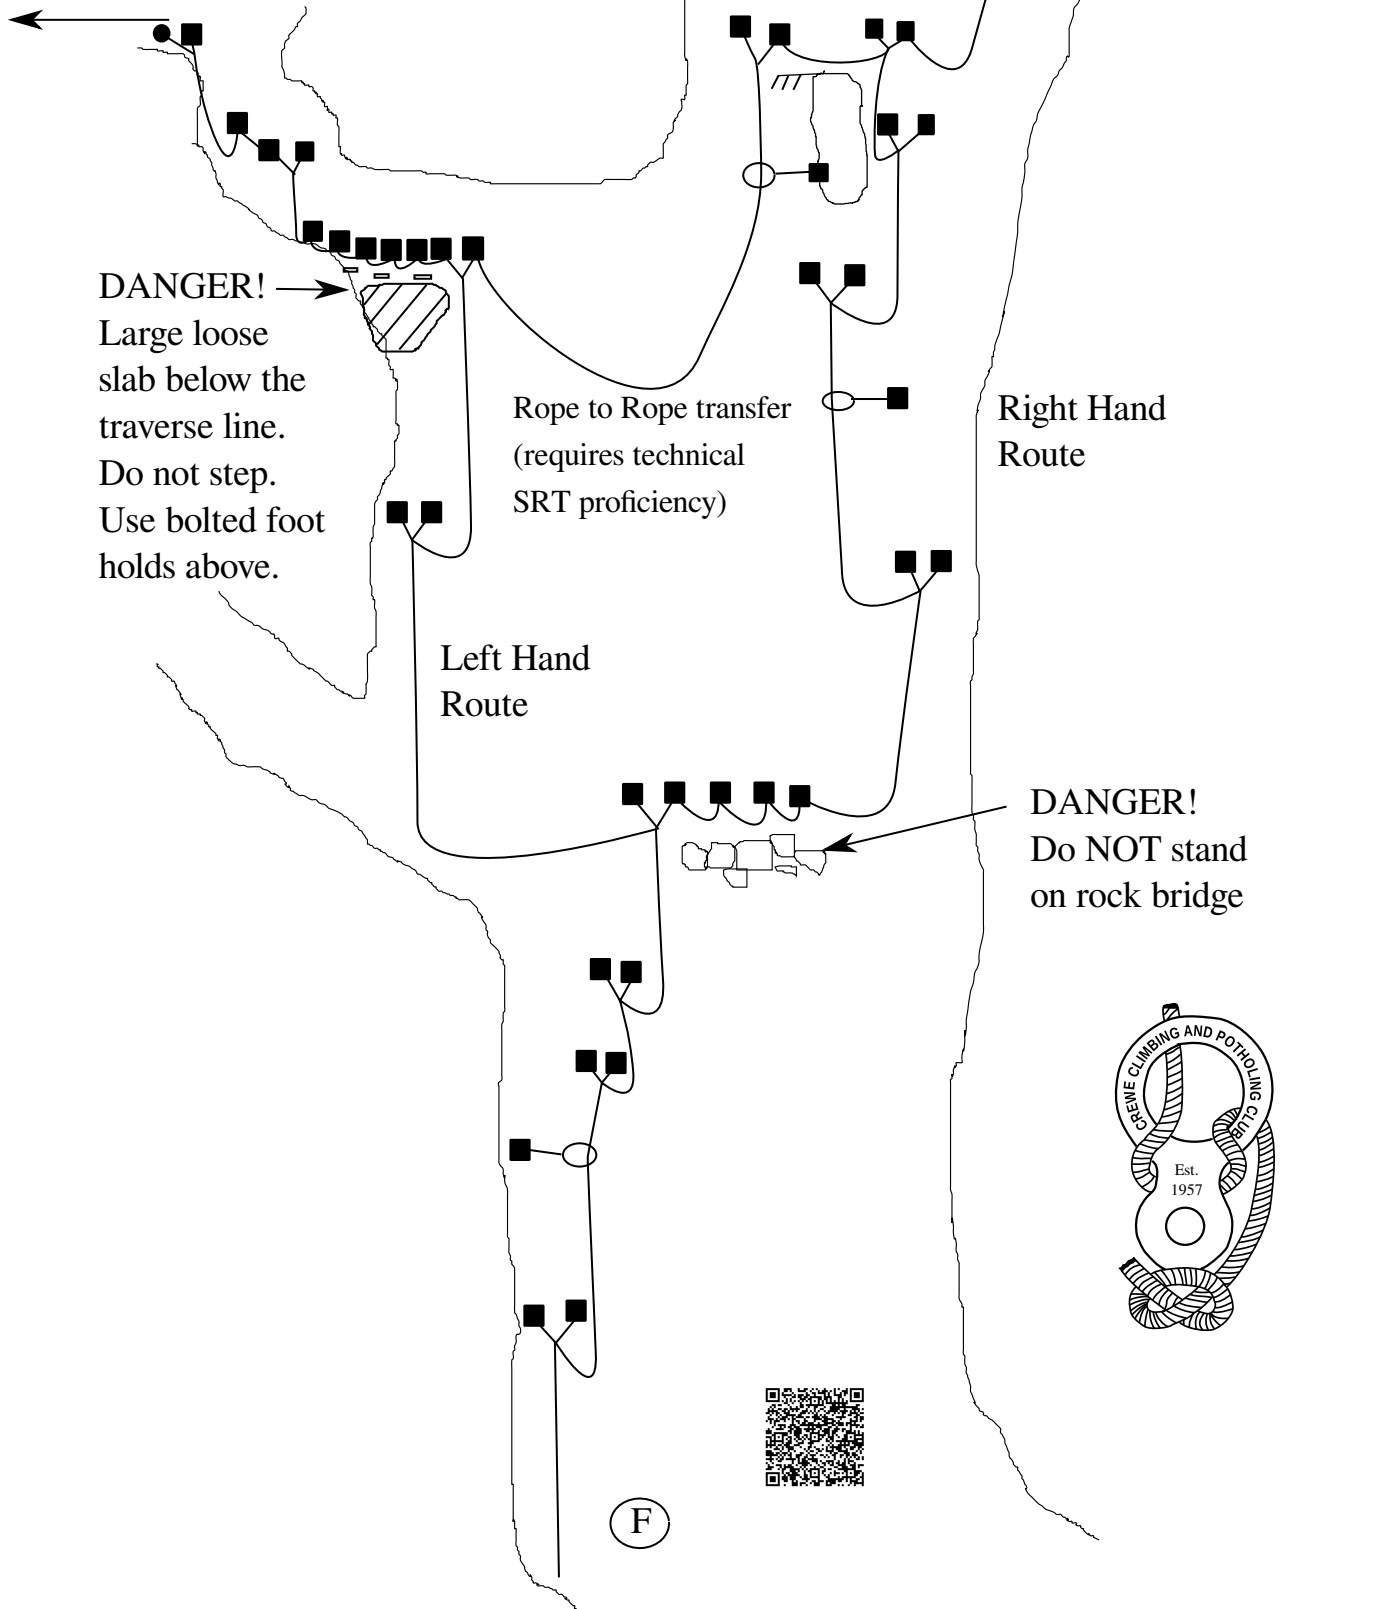 DANGER!
Large loose
slab below the
traverse line.
Do not step.
Use bolted foot
holds above.
Rope to Rope transfer
(requires technical
SRT proficiency)
Right Hand
Route
Left Hand
Route
DANGER!
Do NOT stand
on rock bridge
CREWE CLIMBING AND POTHOLING CLUB
Est.
1957
F